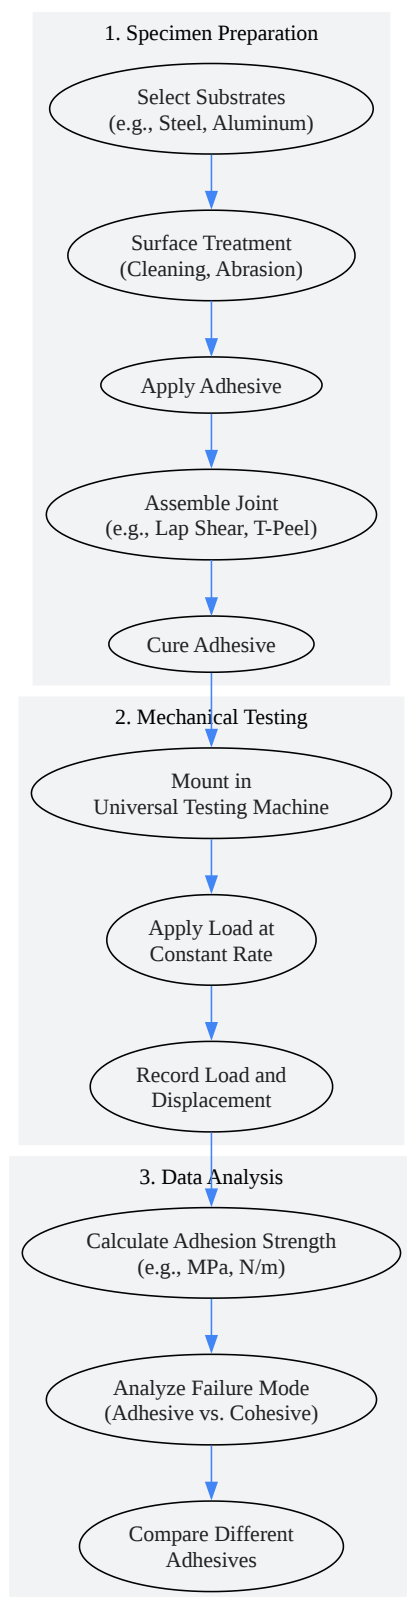 1. Specimen Preparation
Select Substrates
(e.g., Steel, Aluminum)
Surface Treatment
(Cleaning, Abrasion)
Apply Adhesive
Assemble Joint
(e.g., Lap Shear, T-Peel)
Cure Adhesive
2. Mechanical Testing
Mount in
Universal Testing Machine
Apply Load at
Constant Rate
Record Load and
Displacement
3. Data Analysis
Calculate Adhesion Strength
(e.g., MPa, N/m)
Analyze Failure Mode
(Adhesive vs. Cohesive)
Compare Different
Adhesives